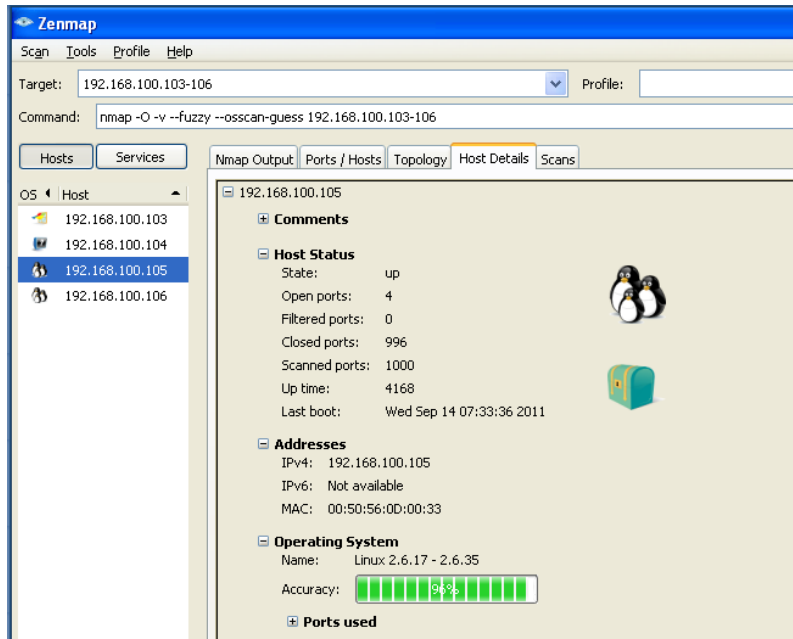 Zenmap
Scan Tools Profile Help
Target: 192.168.100.103-106 Profile:
Command: nmap -O -v --fuzzy --osscan-guess 192.168.100.103-106
Hosts Services Nmap Output Ports / Hosts Topology Host Details Scans
OS Host
192.168.100.103
192.168.100.104
192.168.100.105
192.168.100.106
192.168.100.105
Comments
Host Status
State: up
Open ports: 4
Filtered ports: 0
Closed ports: 996
Scanned ports: 1000
Up time: 4168
Last boot: Wed Sep 14 07:33:36 2011
Addresses
IPv4: 192.168.100.105
IPv6: Not available
MAC: 00:50:56:0D:00:33
Operating System
Name: Linux 2.6.17 - 2.6.35
Accuracy: 96%
Ports used